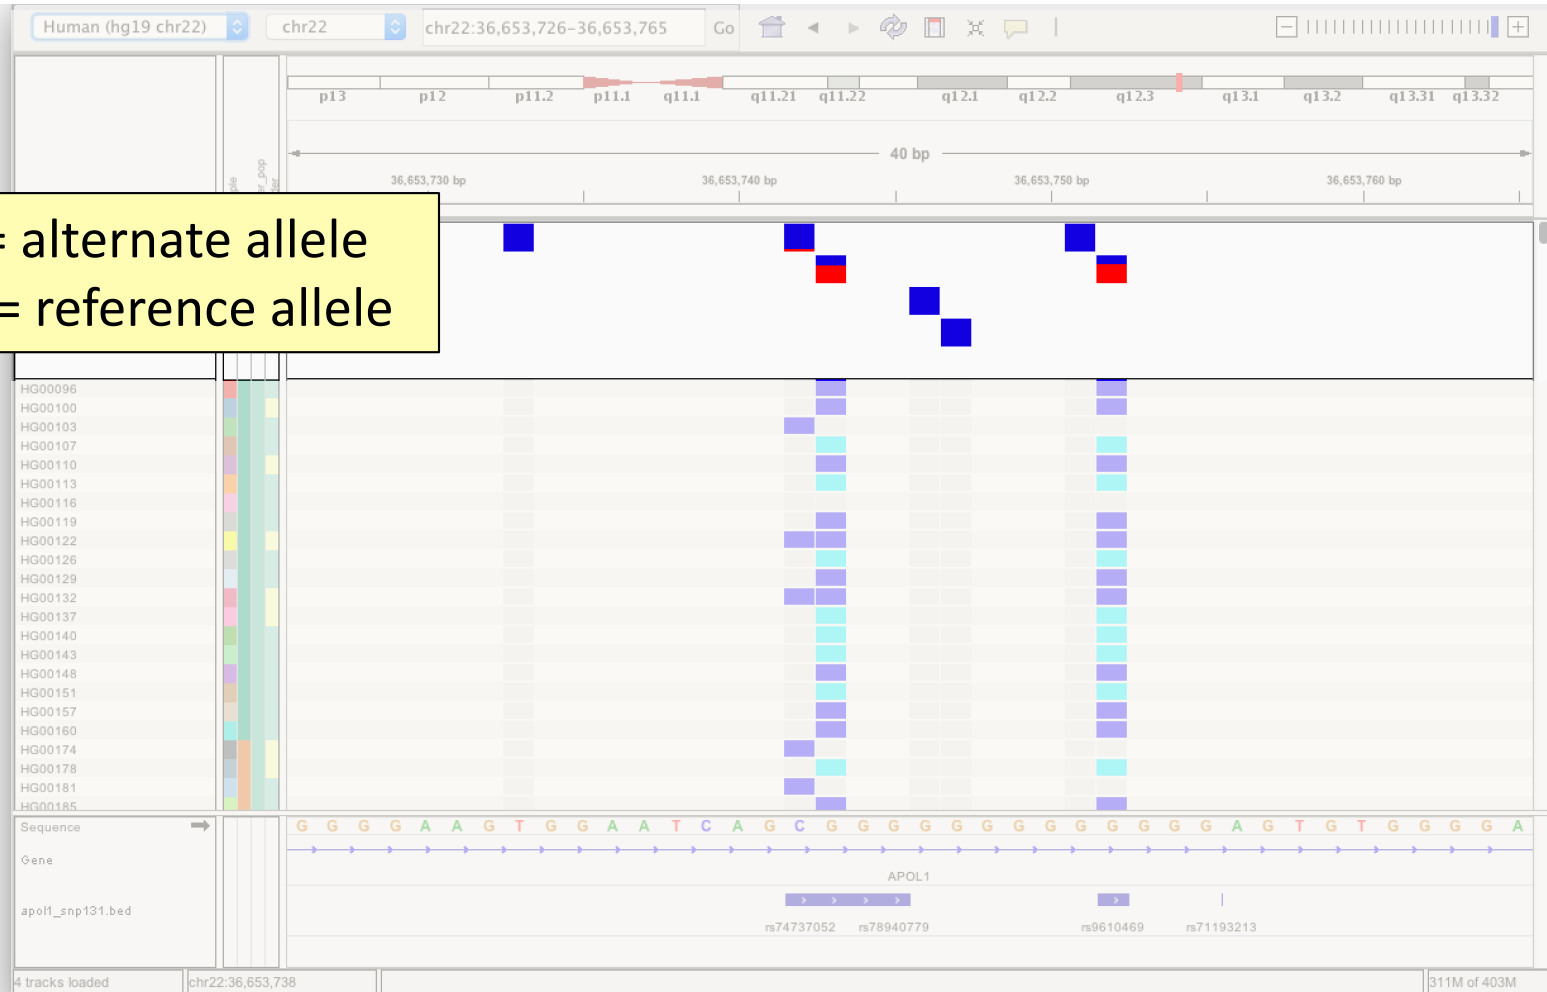 Human (hg19 chr22) chr22 chr22:36,653,726-36,653,765 Go
p13 p12 p11.2 p11.1 q11.1 q11.21 q11.22 q12.1 q12.2 q12.3 q13.1 q13.2 q13.31 q13.32
40 bp
36,653,730 bp 36,653,740 bp 36,653,750 bp 36,653,760 bp
= alternate allele
= reference allele
HG00096
HG00100
HG00103
HG00107
HG00110
HG00113
HG00116
HG00119
HG00122
HG00126
HG00129
HG00132
HG00137
HG00140
HG00143
HG00148
HG00151
HG00157
HG00160
HG00174
HG00178
HG00181
HG00185
Sequence G G G G A A G T G G A A T C A G C G G G G G G G G G G G G G A G T G T G G G G A
Gene
APOL1
apol1_snp131.bed
rs74737052 rs78940779 rs9610469 rs71193213
4 tracks loaded chr22:36,653,738 311M of 403M